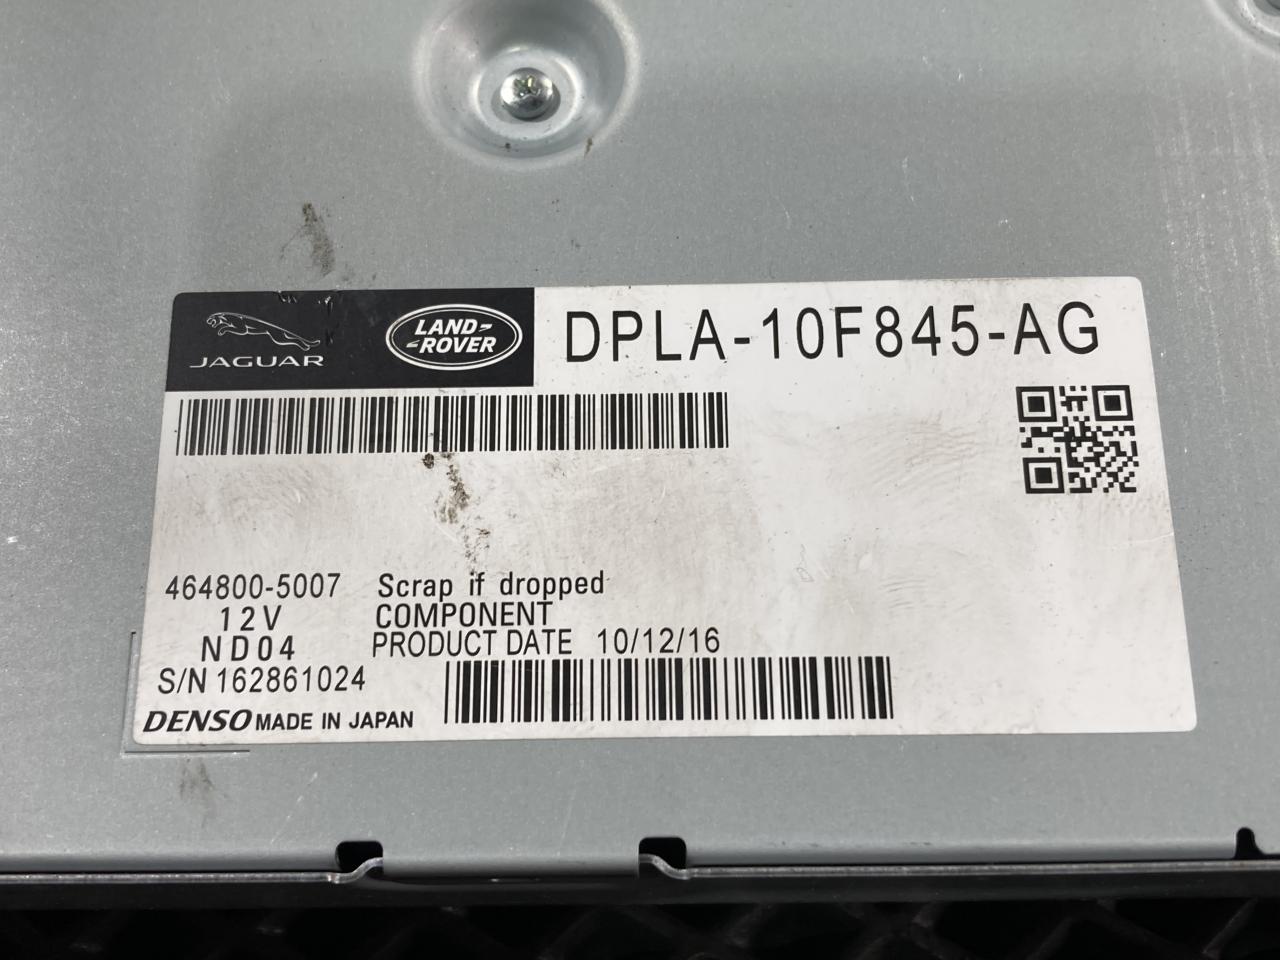 JAGUAR
LAND-
-ROVER
DPLA-10F845-AG
464800-5007 Scrap if dropped
12V COMPONENT
ND04 PRODUCT DATE 10/12/16
S/N 162861024
DENSO MADE IN JAPAN